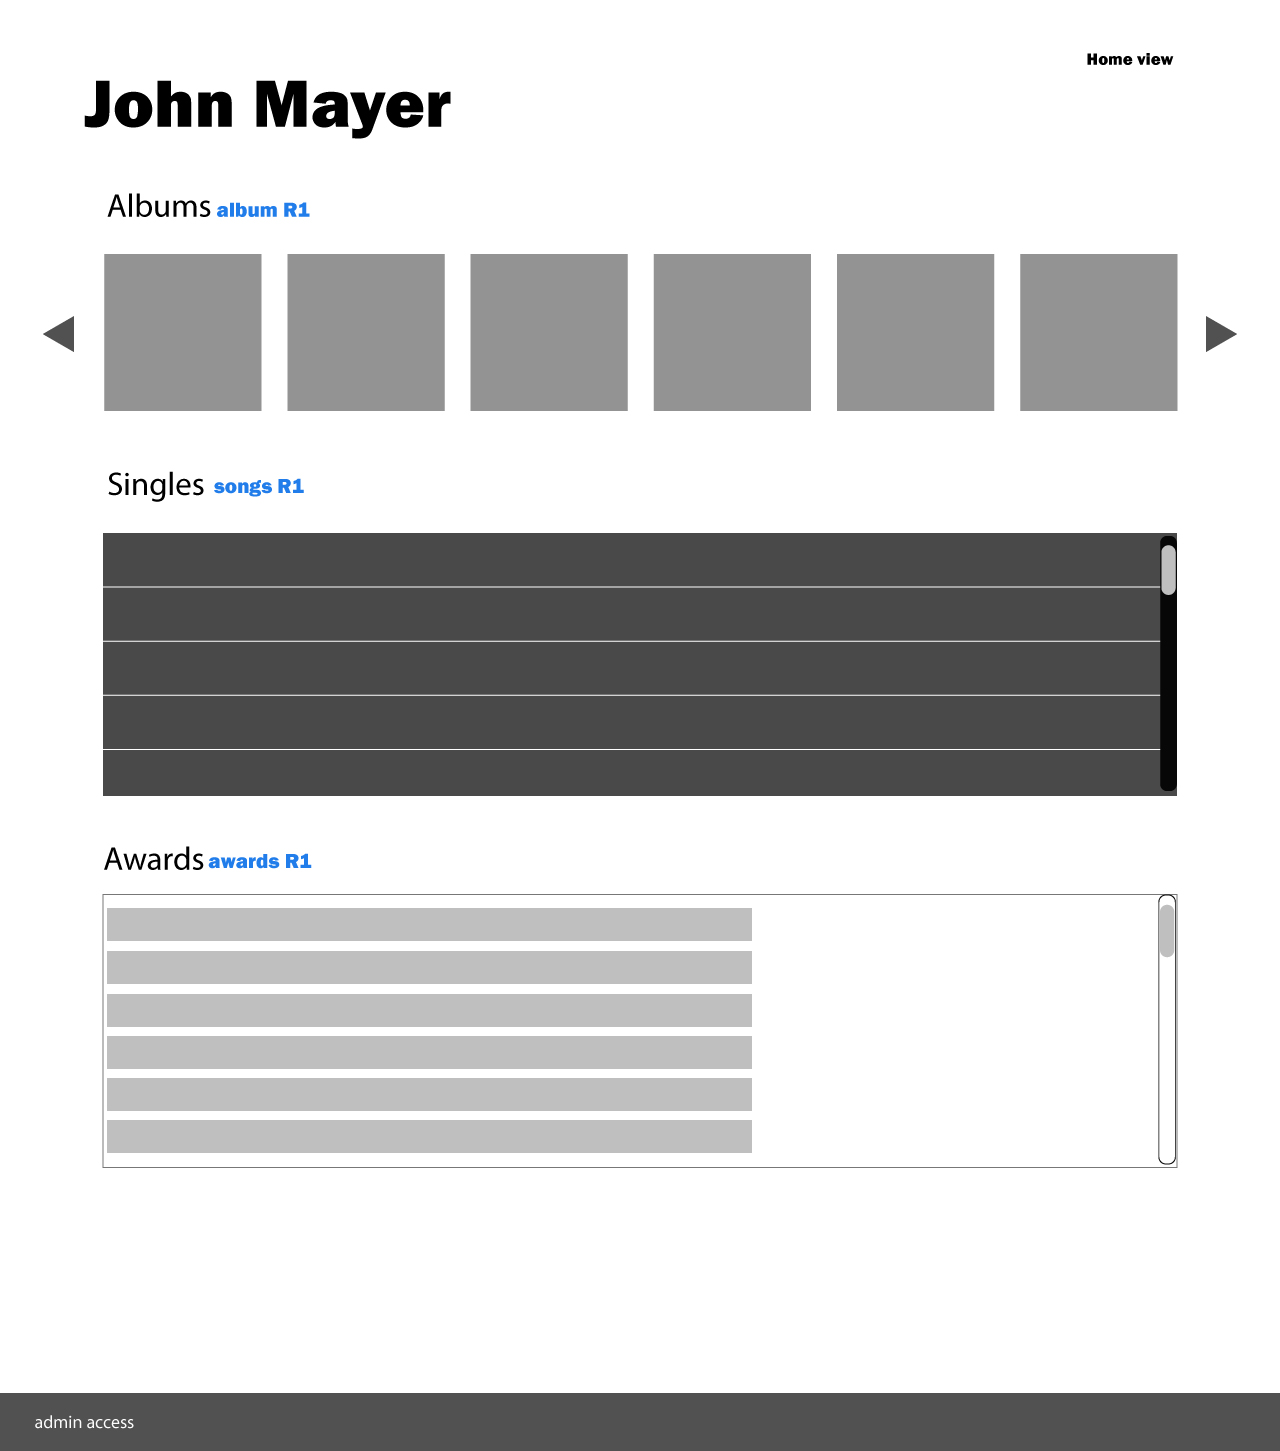 Home view
John Mayer
Albums album R1
Singles songs R1
Awards awards R1
admin access